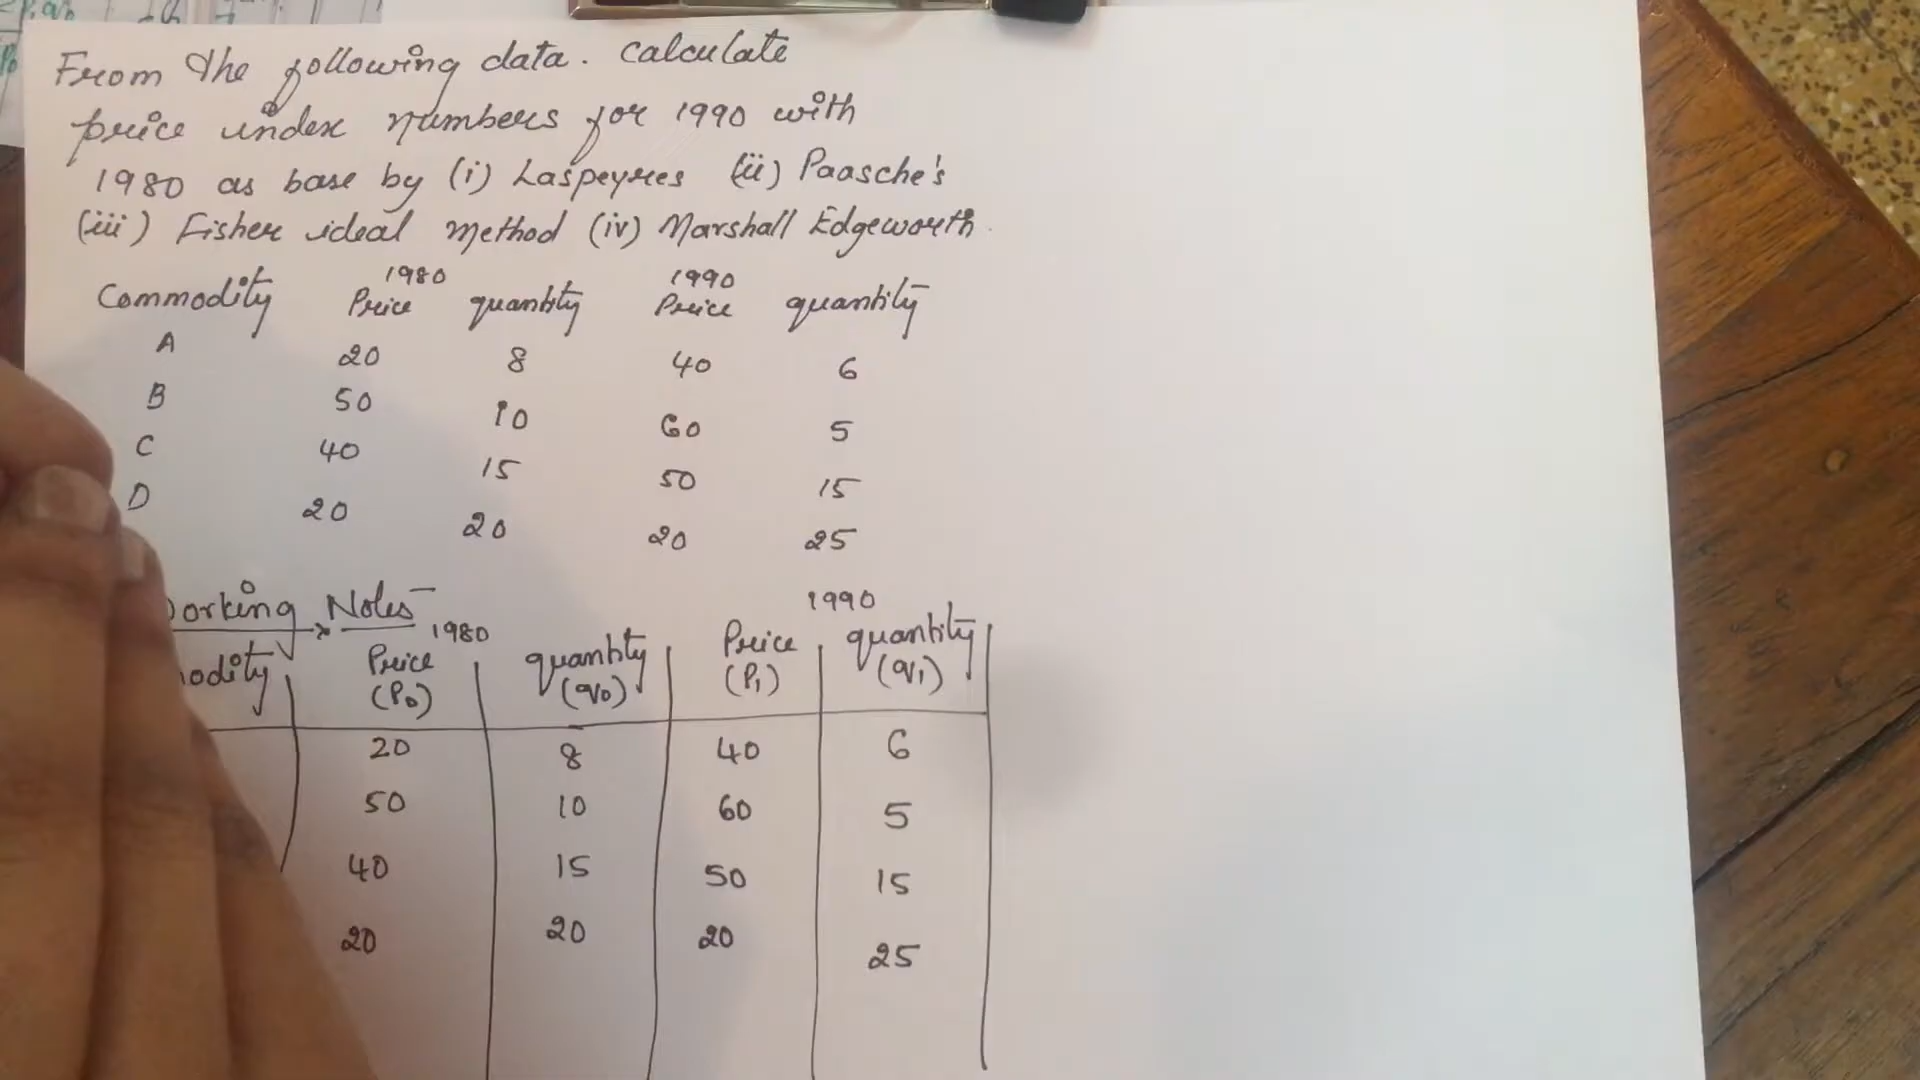 From the following data. Calculate
price index numbers for 1990 with
1980 as base by (i) Laspeyres (ii) Paasche's
(iii) Fisher ideal method (iv) Marshall Edgeworth.
1980 1990
Commodity Price quantity Price quantity
A 20 8 40 6
B 50 10 60 5
C 40 15 50 15
D 20 20 20 25
orking Notes
1980 1990
modity Price (P0) quantity (q0) Price (P1) quantity (q1)
20 8 40 6
50 10 60 5
40 15 50 15
20 20 20 25